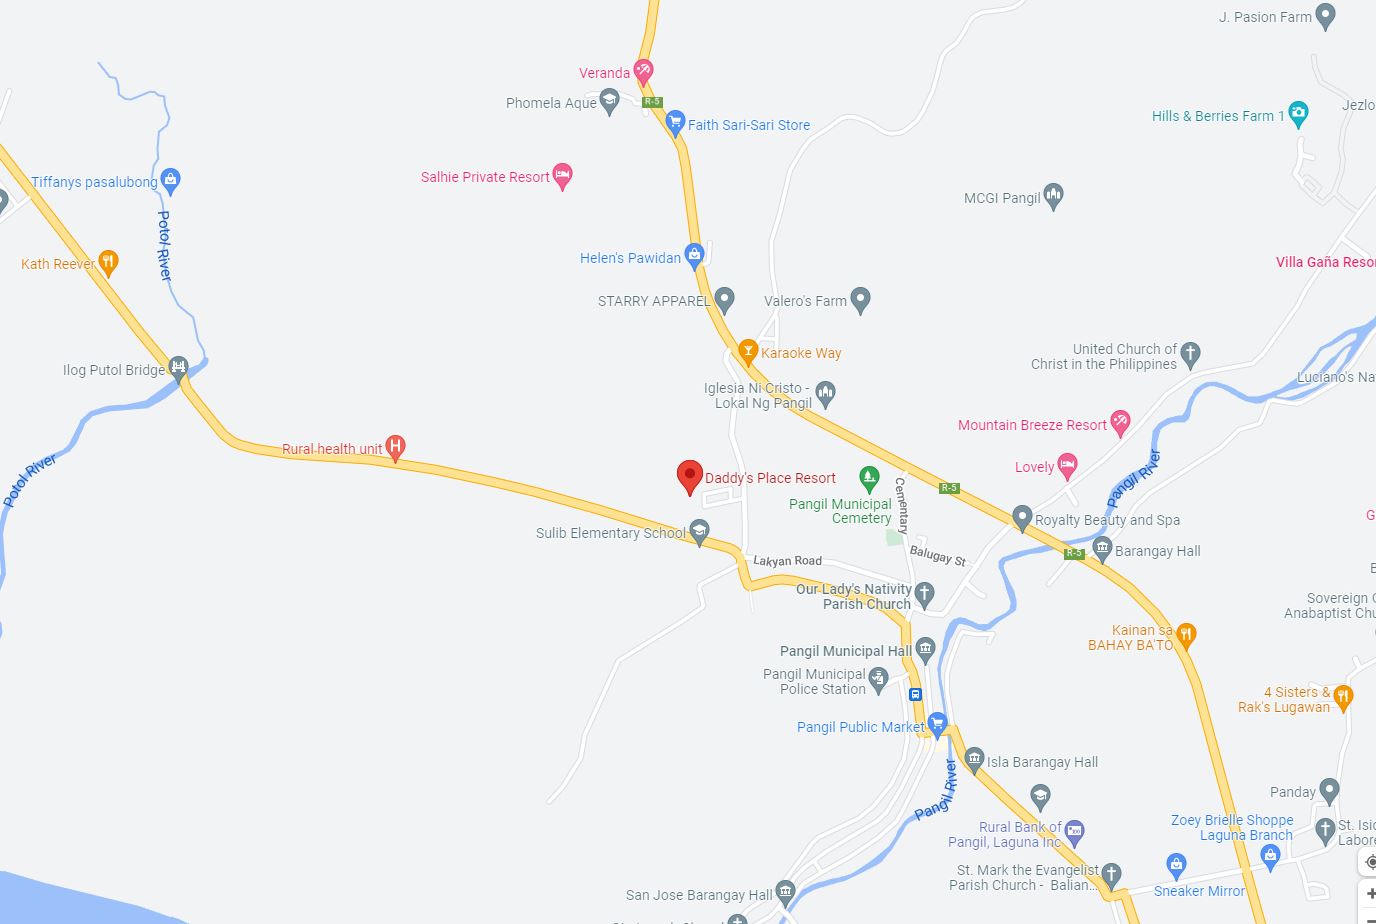 J. Pasion Farm
Veranda
Phomela Aque
R-5
Jezlo
Hills & Berries Farm 1
Faith Sari-Sari Store
Salhie Private Resort
Tiffanys pasalubong
MCGI Pangil
Potol River
Helen's Pawidan
Kath Reever
Villa Gaña Resor
STARRY APPAREL
Valero's Farm
Karaoke Way
United Church of
Christ in the Philippines
Ilog Putol Bridge
Luciano's Na
Iglesia Ni Cristo -
Lokal Ng Pangil
Mountain Breeze Resort
Rural health unit
Lovely
Potol River
Pangil River
Daddy's Place Resort
R-5
Cementary
Pangil Municipal
Cemetery
G
Royalty Beauty and Spa
Sulib Elementary School
R-5
Barangay Hall
Balugay St
Lakyan Road
Our Lady's Nativity
Parish Church
Sovereign G
Anabaptist Chu
Kainan sa
BAHAY BA'TO
Pangil Municipal Hall
Pangil Municipal
Police Station
4 Sisters &
Rak's Lugawan
Pangil Public Market
Isla Barangay Hall
Pangil River
Panday
Rural Bank of
Pangil, Laguna Inc
Zoey Brielle Shoppe
Laguna Branch
St. Isid
Labore
St. Mark the Evangelist
Parish Church - Balian...
Sneaker Mirror
San Jose Barangay Hall